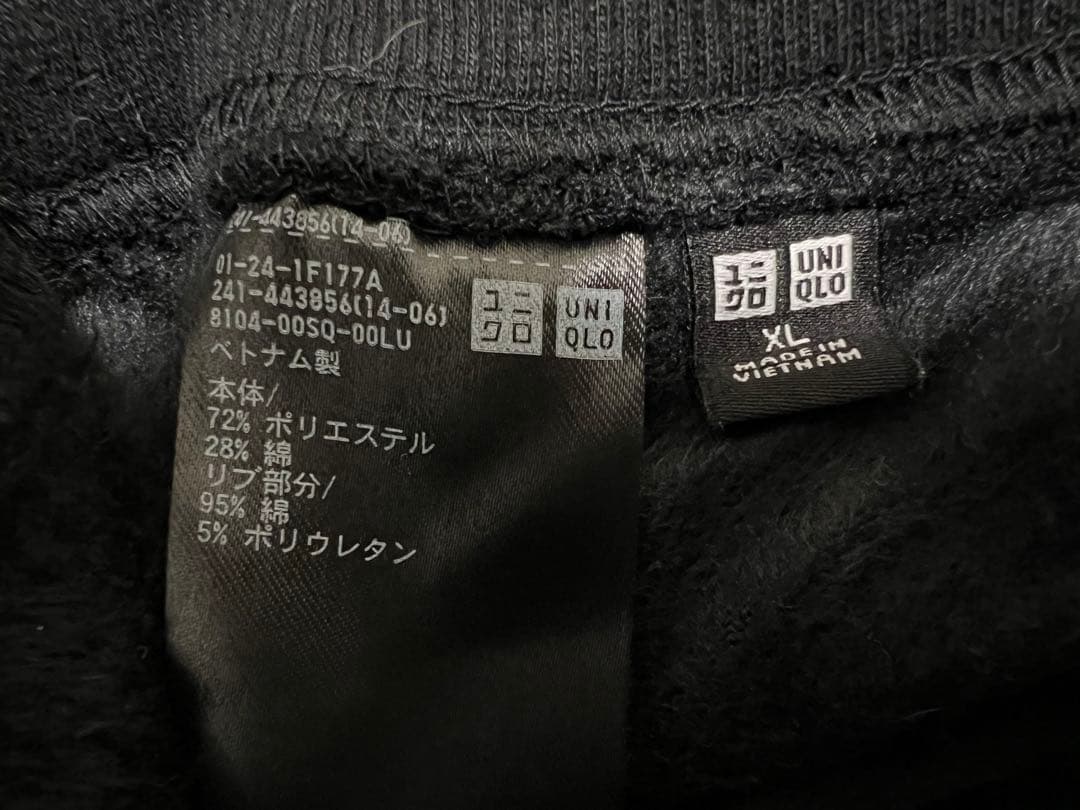 241-443856(14-06)
01-24-1F177A
241-443856(14-06)
8104-00SQ-00LU
ベトナム製
本体/
72% ポリエステル
28% 綿
リブ部分/
95% 綿
5% ポリウレタン
ユニ
クロ
UNI
QLO
ユニ
クロ
UNI
QLO
XL
MADE IN
VIETNAM